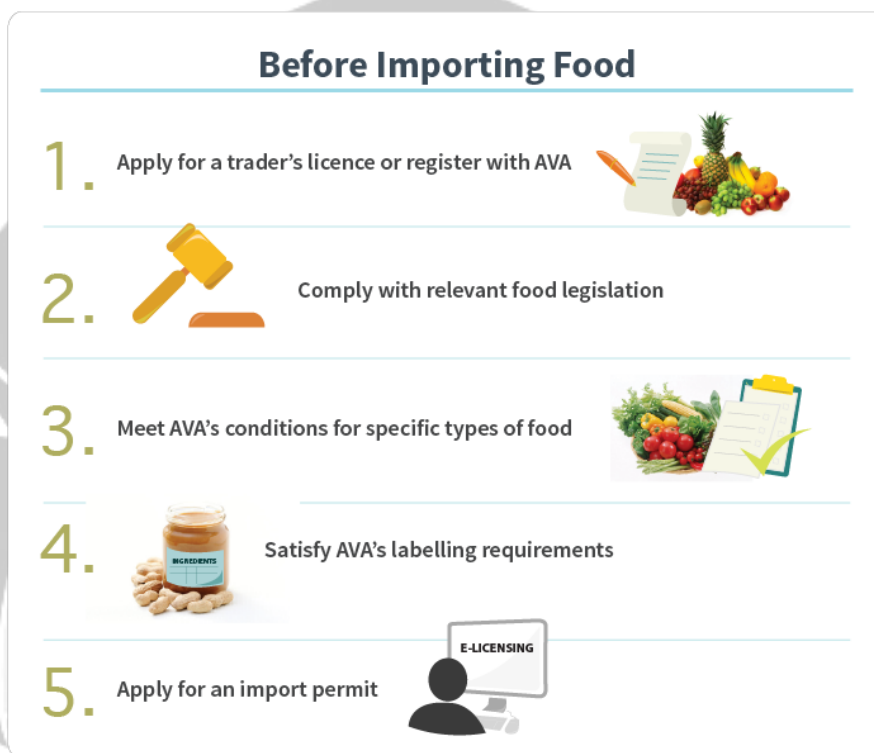 Before Importing Food
1. Apply for a trader's licence or register with AVA
2. Comply with relevant food legislation
3. Meet AVA's conditions for specific types of food
4. Satisfy AVA's labelling requirements
INGREDIENTS
5. Apply for an import permit
E-LICENSING